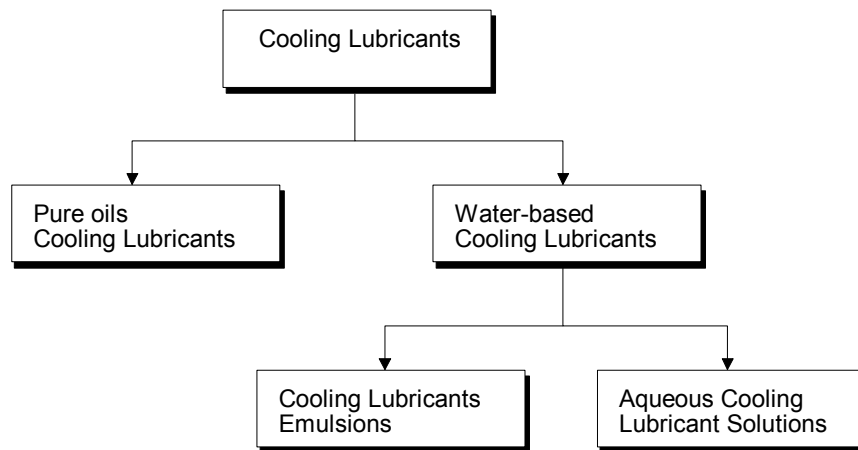 Cooling Lubricants
Pure oils
Cooling Lubricants
Water-based
Cooling Lubricants
Cooling Lubricants
Emulsions
Aqueous Cooling
Lubricant Solutions